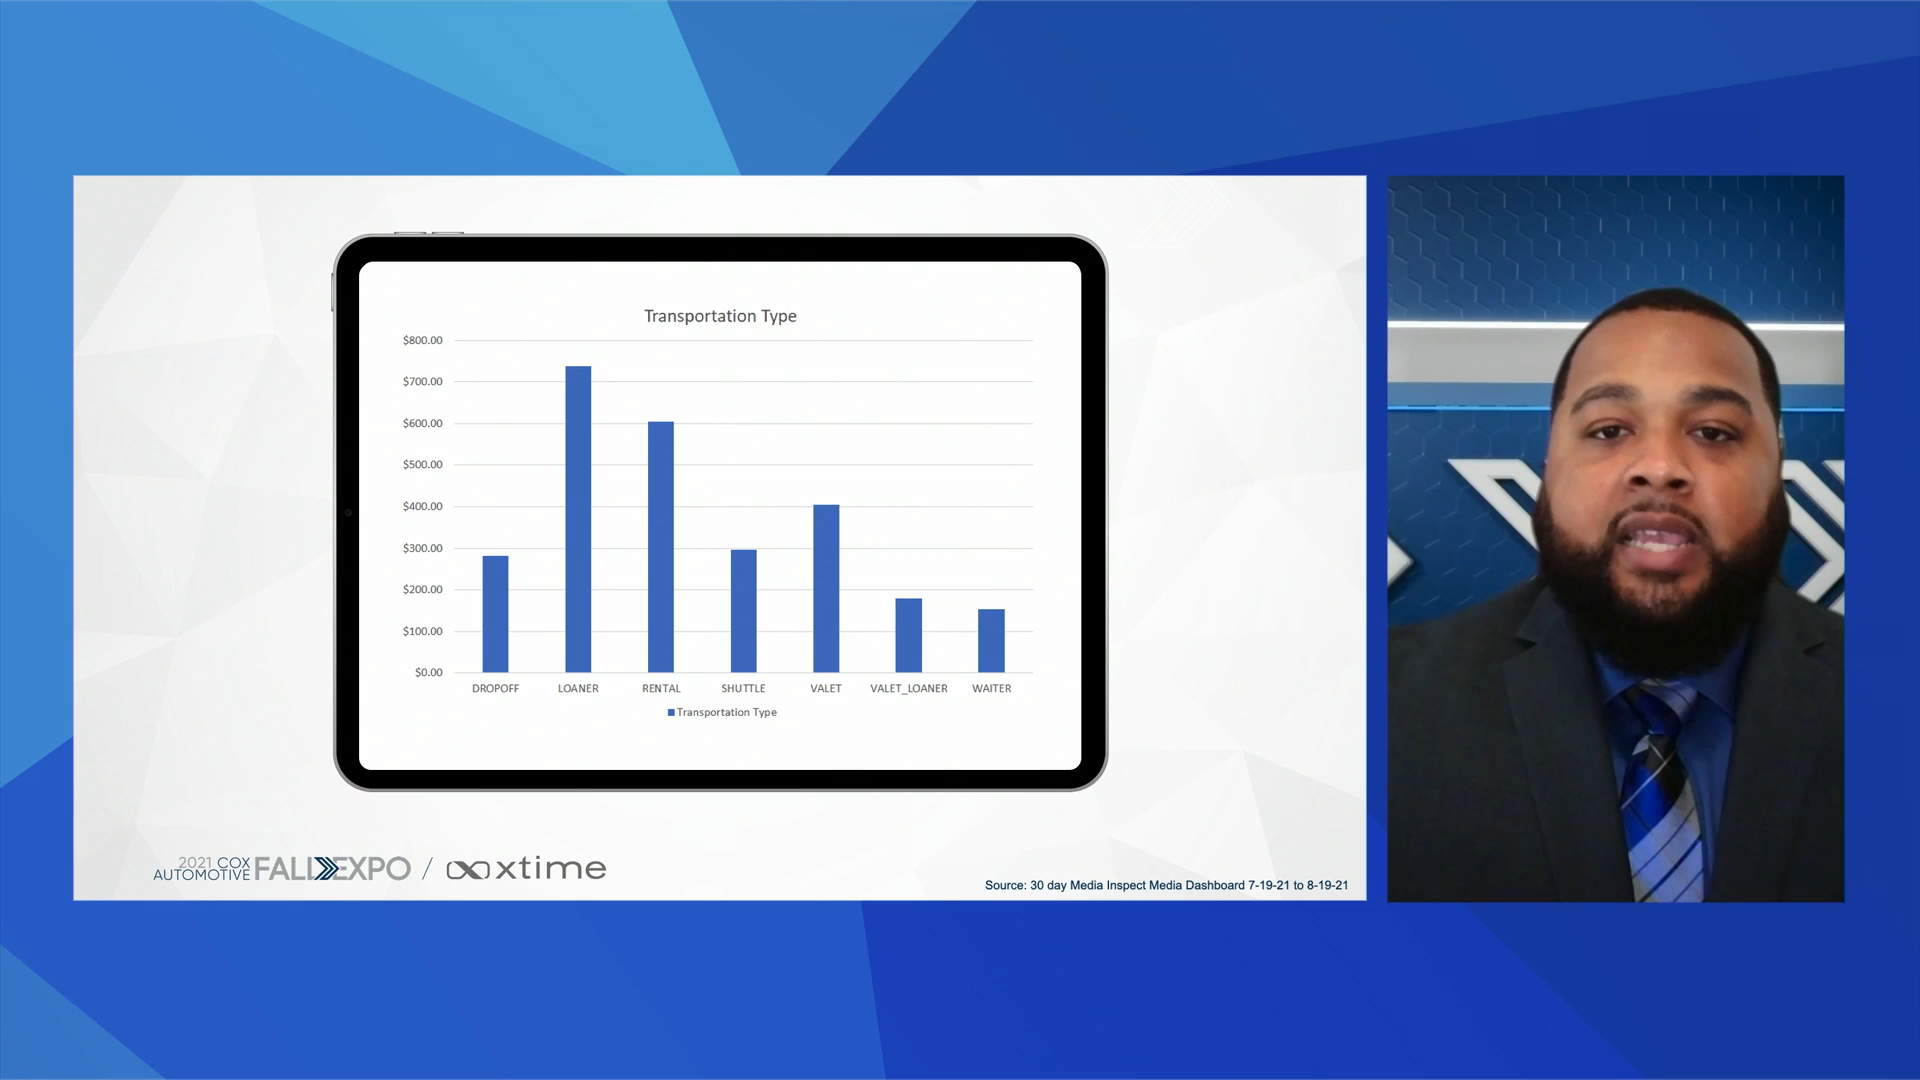 Transportation Type
$800.00
$700.00
$600.00
$500.00
$400.00
$300.00
$200.00
$100.00
$0.00
DROPOFF LOANER RENTAL SHUTTLE VALET VALET_LOANER WAITER
Transportation Type
2021 COX
AUTOMOTIVE FALL EXPO / xtime
Source: 30 day Media Inspect Media Dashboard 7-19-21 to 8-19-21